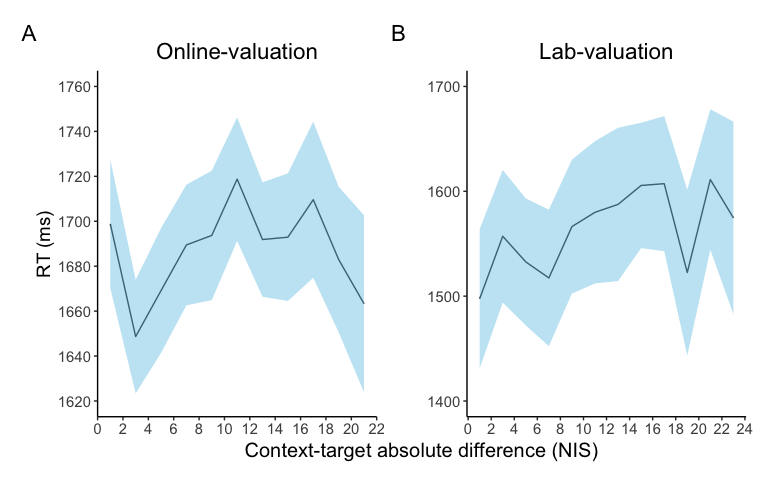 A
B
Online-valuation
Lab-valuation
1760
1740
1720
1700
1680
1660
1640
1620
1700
1600
1500
1400
RT (ms)
0 2 4 6 8 10 12 14 16 18 20 22
0 2 4 6 8 10 12 14 16 18 20 22 24
Context-target absolute difference (NIS)